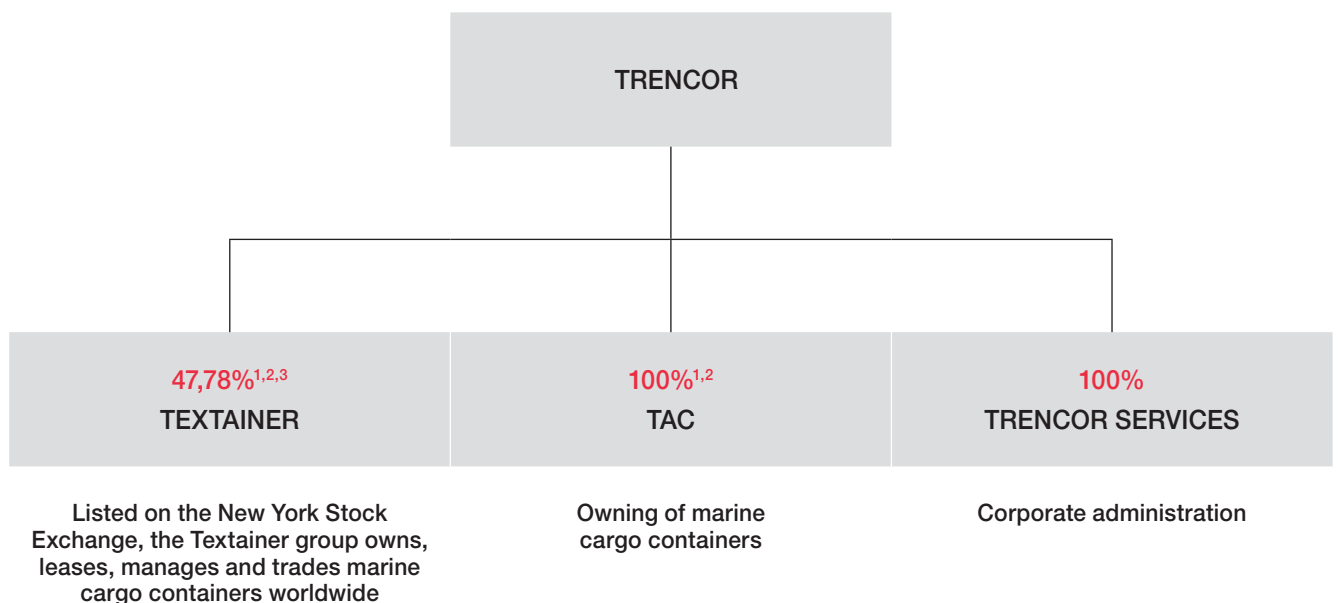 TRENCOR
47,78%1,2,3
TEXTAINER
Listed on the New York Stock
Exchange, the Textainer group owns,
leases, manages and trades marine
cargo containers worldwide
100%1,2
TAC
Owning of marine
cargo containers
100%
TRENCOR SERVICES
Corporate administration